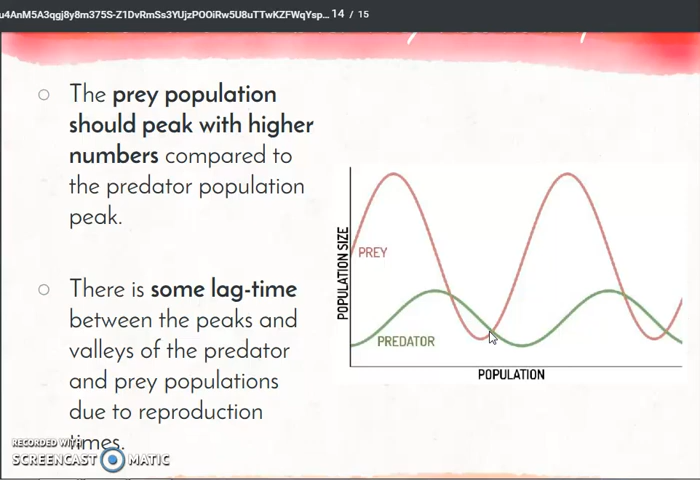 u4AnM5A3qgj8y8m375S-Z1DvRmSs3YUjzPOOiRw5U8uTTwKZFWqYsp... 14 / 15
○ The prey population
should peak with higher
numbers compared to
the predator population
peak.
○ There is some lag-time
between the peaks and
valleys of the predator
and prey populations
due to reproduction
times.
POPULATION SIZE
PREY
PREDATOR
POPULATION
RECORDED WITH
SCREENCAST MATIC